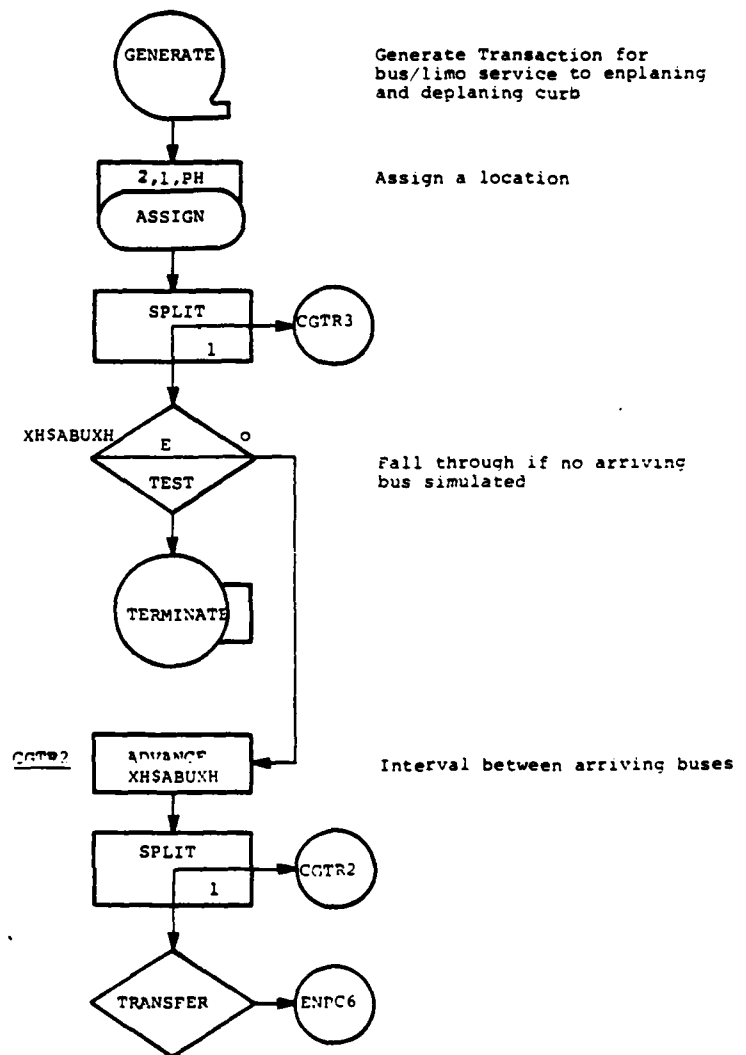 GENERATE
Generate Transaction for
bus/limo service to enplaning
and deplaning curb
2,1,PH
ASSIGN
Assign a location
SPLIT
1
CGTR3
XH$ABUXH
E
O
TEST
Fall through if no arriving
bus simulated
TERMINATE
CGTR2
ADVANCE
XH$ABUXH
Interval between arriving buses
SPLIT
1
CGTR2
TRANSFER
ENPC6